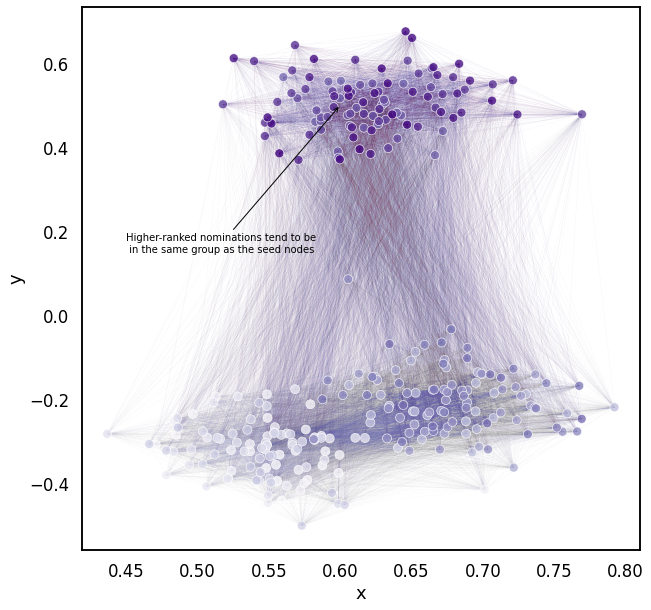 0.6
0.4
0.2
0.0
−0.2
−0.4
y
Higher-ranked nominations tend to be
in the same group as the seed nodes
0.45 0.50 0.55 0.60 0.65 0.70 0.75 0.80
x